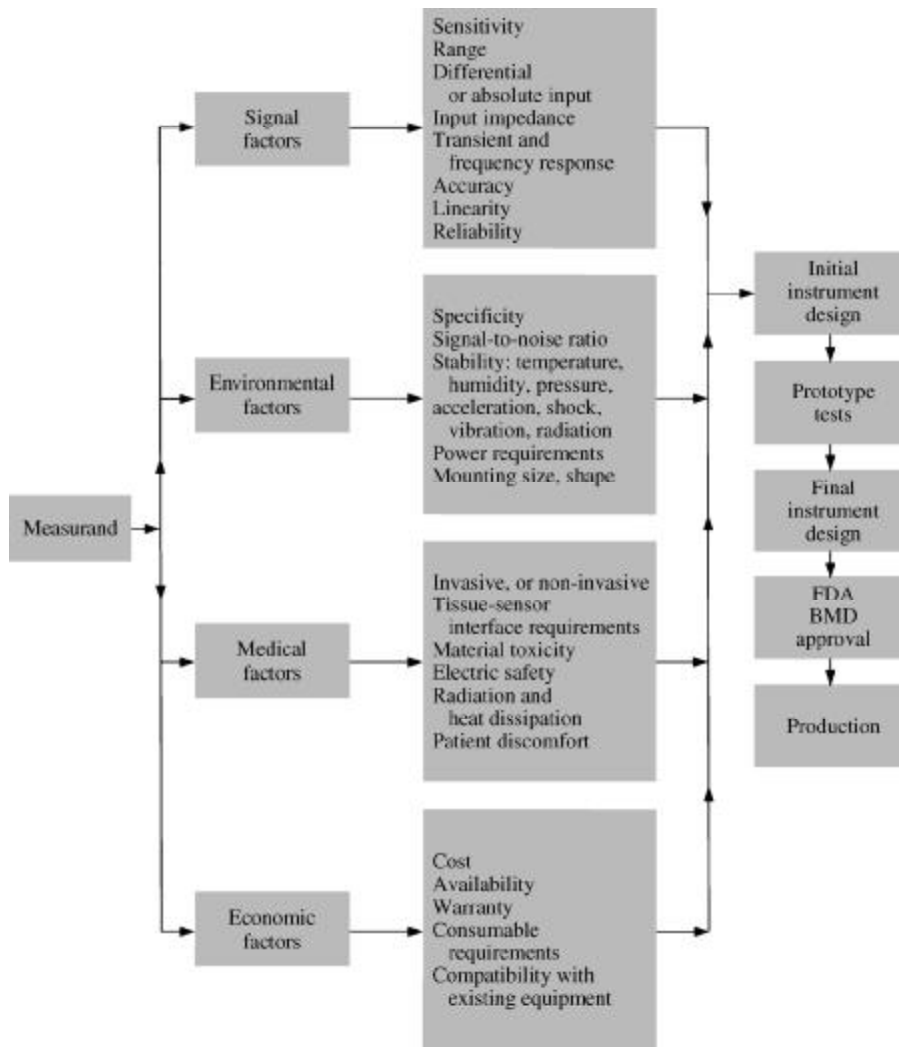 Measurand
Signal
factors
Environmental
factors
Medical
factors
Economic
factors
Sensitivity
Range
Differential
or absolute input
Input impedance
Transient and
frequency response
Accuracy
Linearity
Reliability
Specificity
Signal-to-noise ratio
Stability: temperature,
humidity, pressure,
acceleration, shock,
vibration, radiation
Power requirements
Mounting size, shape
Invasive, or non-invasive
Tissue-sensor
interface requirements
Material toxicity
Electric safety
Radiation and
heat dissipation
Patient discomfort
Cost
Availability
Warranty
Consumable
requirements
Compatibility with
existing equipment
Initial
instrument
design
Prototype
tests
Final
instrument
design
FDA
BMD
approval
Production